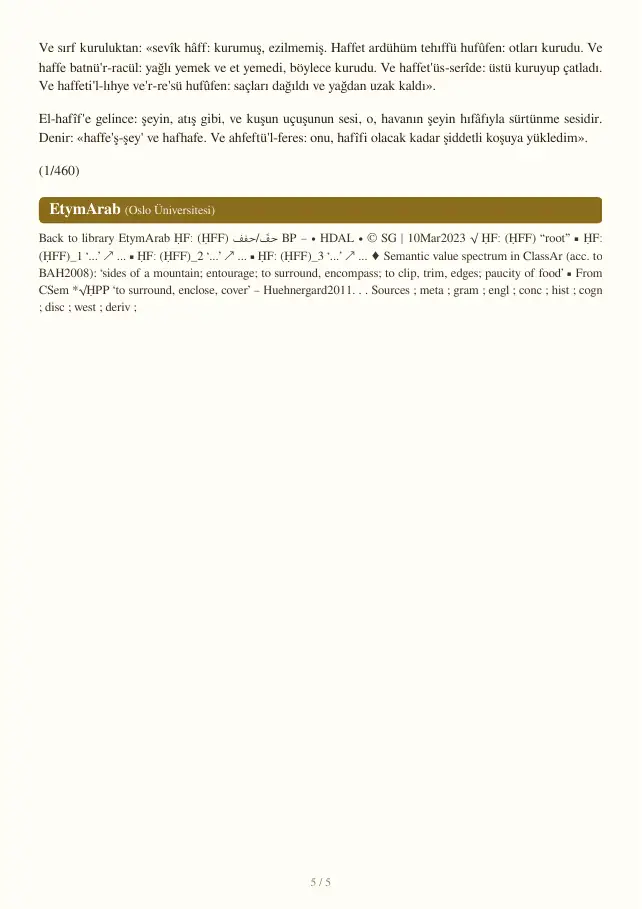 Ve sırf kuruluktan: «sevîk hâff: kurumuş, ezilmemiş. Haffet ardühüm tehıffü hufûfen: otları kurudu. Ve
haffe batnü'r-racül: yağlı yemek ve et yemedi, böylece kurudu. Ve haffet'üs-serîde: üstü kuruyup çatladı.
Ve haffeti'l-lıhye ve'r-re'sü hufûfen: saçları dağıldı ve yağdan uzak kaldı».
El-hafîf'e gelince: şeyin, atış gibi, ve kuşun uçuşunun sesi, o, havanın şeyin hıfâfıyla sürtünme sesidir.
Denir: «haffe'ş-şey' ve hafhafe. Ve ahfeftü'l-feres: onu, hafîfi olacak kadar şiddetli koşuya yükledim».
(1/460)
EtymArab (Oslo Üniversitesi)
Back to library EtymArab ḤF: (ḤFF) حفّ/حفف BP – • HDAL • © SG | 10Mar2023 √ ḤF: (ḤFF) “root” ▪ ḤF:
(ḤFF)_1 ‘...’ ↗ ... ▪ ḤF: (ḤFF)_2 ‘...’ ↗ ... ▪ ḤF: (ḤFF)_3 ‘...’ ↗ ... ♦ Semantic value spectrum in ClassAr (acc. to
BAH2008): ‘sides of a mountain; entourage; to surround, encompass; to clip, trim, edges; paucity of food’ ▪ From
CSem *√ḤPP ‘to surround, enclose, cover’ – Huehnergard2011. . . Sources ; meta ; gram ; engl ; conc ; hist ; cogn
; disc ; west ; deriv ;
5 / 5